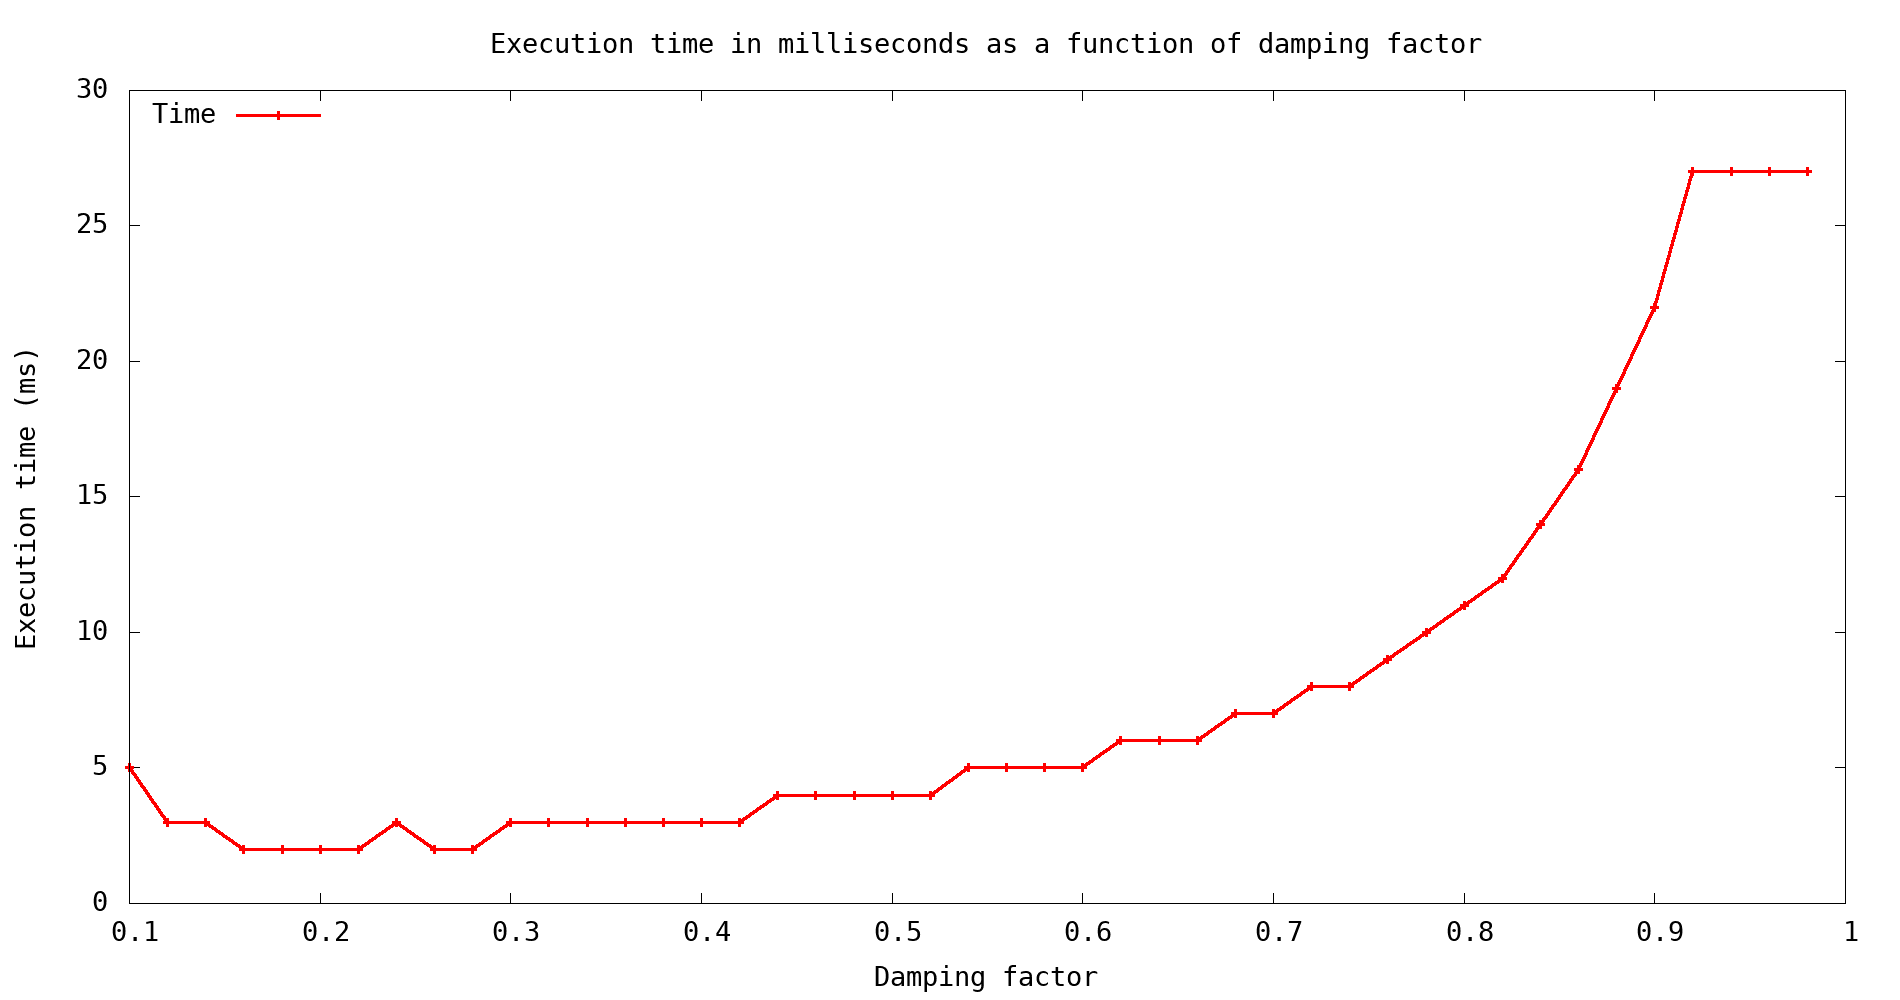 Execution time in milliseconds as a function of damping factor
30
Time
25
20
15
10
5
0
Execution time (ms)
0.1 0.2 0.3 0.4 0.5 0.6 0.7 0.8 0.9 1
Damping factor